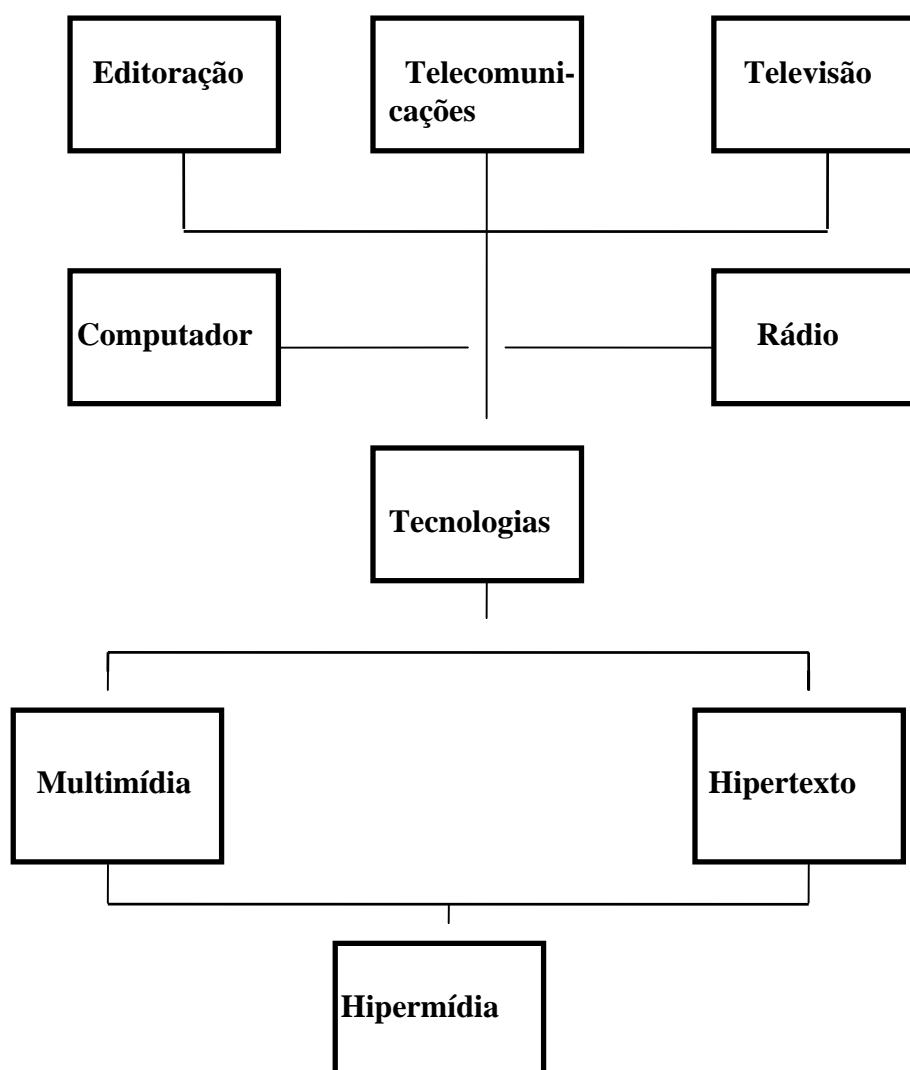 Editoração
Telecomuni-
cações
Televisão
Computador
Rádio
Tecnologias
Multimídia
Hipertexto
Hipermídia